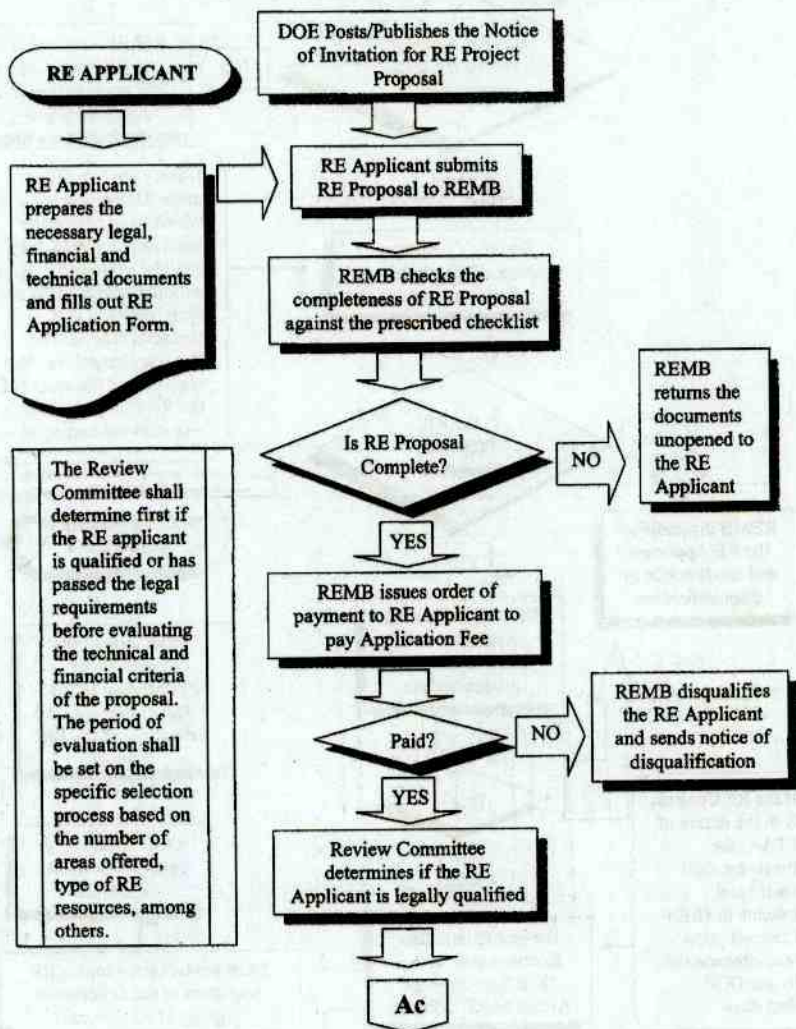 RE APPLICANT
DOE Posts/Publishes the Notice
of Invitation for RE Project
Proposal
RE Applicant
prepares the
necessary legal,
financial and
technical documents
and fills out RE
Application Form.
RE Applicant submits
RE Proposal to REMB
REMB checks the
completeness of RE Proposal
against the prescribed checklist
Is RE Proposal
Complete?
NO
REMB
returns the
documents
unopened to
the RE
Applicant
YES
The Review
Committee shall
determine first if
the RE applicant
is qualified or has
passed the legal
requirements
before evaluating
the technical and
financial criteria
of the proposal.
The period of
evaluation shall
be set on the
specific selection
process based on
the number of
areas offered,
type of RE
resources, among
others.
REMB issues order of
payment to RE Applicant to
pay Application Fee
Paid?
NO
REMB disqualifies
the RE Applicant
and sends notice of
disqualification
YES
Review Committee
determines if the RE
Applicant is legally qualified
Ac